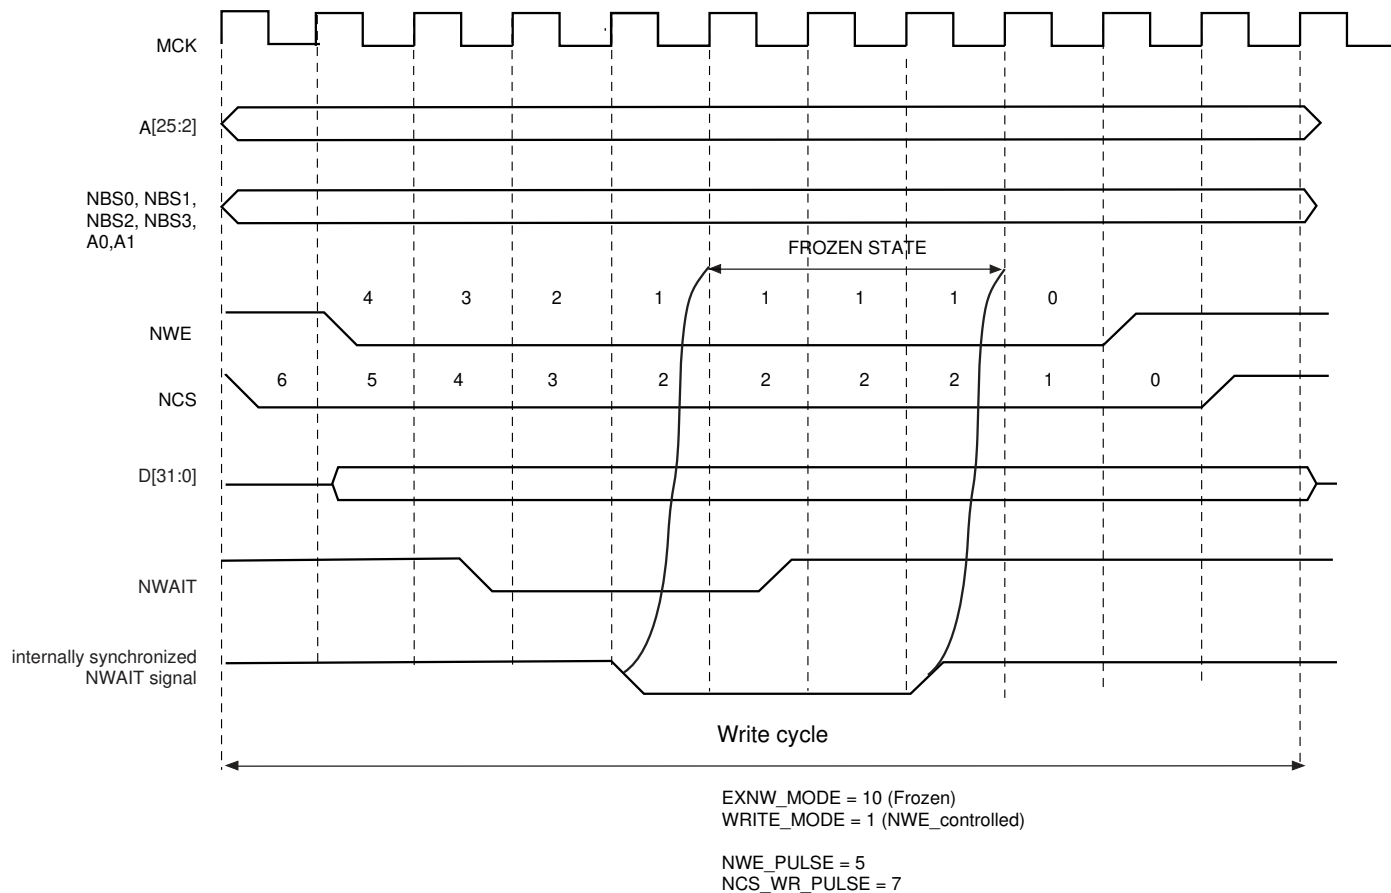 MCK
A[25:2]
NBS0, NBS1,
NBS2, NBS3,
A0,A1
FROZEN STATE
4 3 2 1 1 1 1 0
NWE
6 5 4 3 2 2 2 2 1 0
NCS
D[31:0]
NWAIT
internally synchronized
NWAIT signal
Write cycle
EXNW_MODE = 10 (Frozen)
WRITE_MODE = 1 (NWE_controlled)
NWE_PULSE = 5
NCS_WR_PULSE = 7